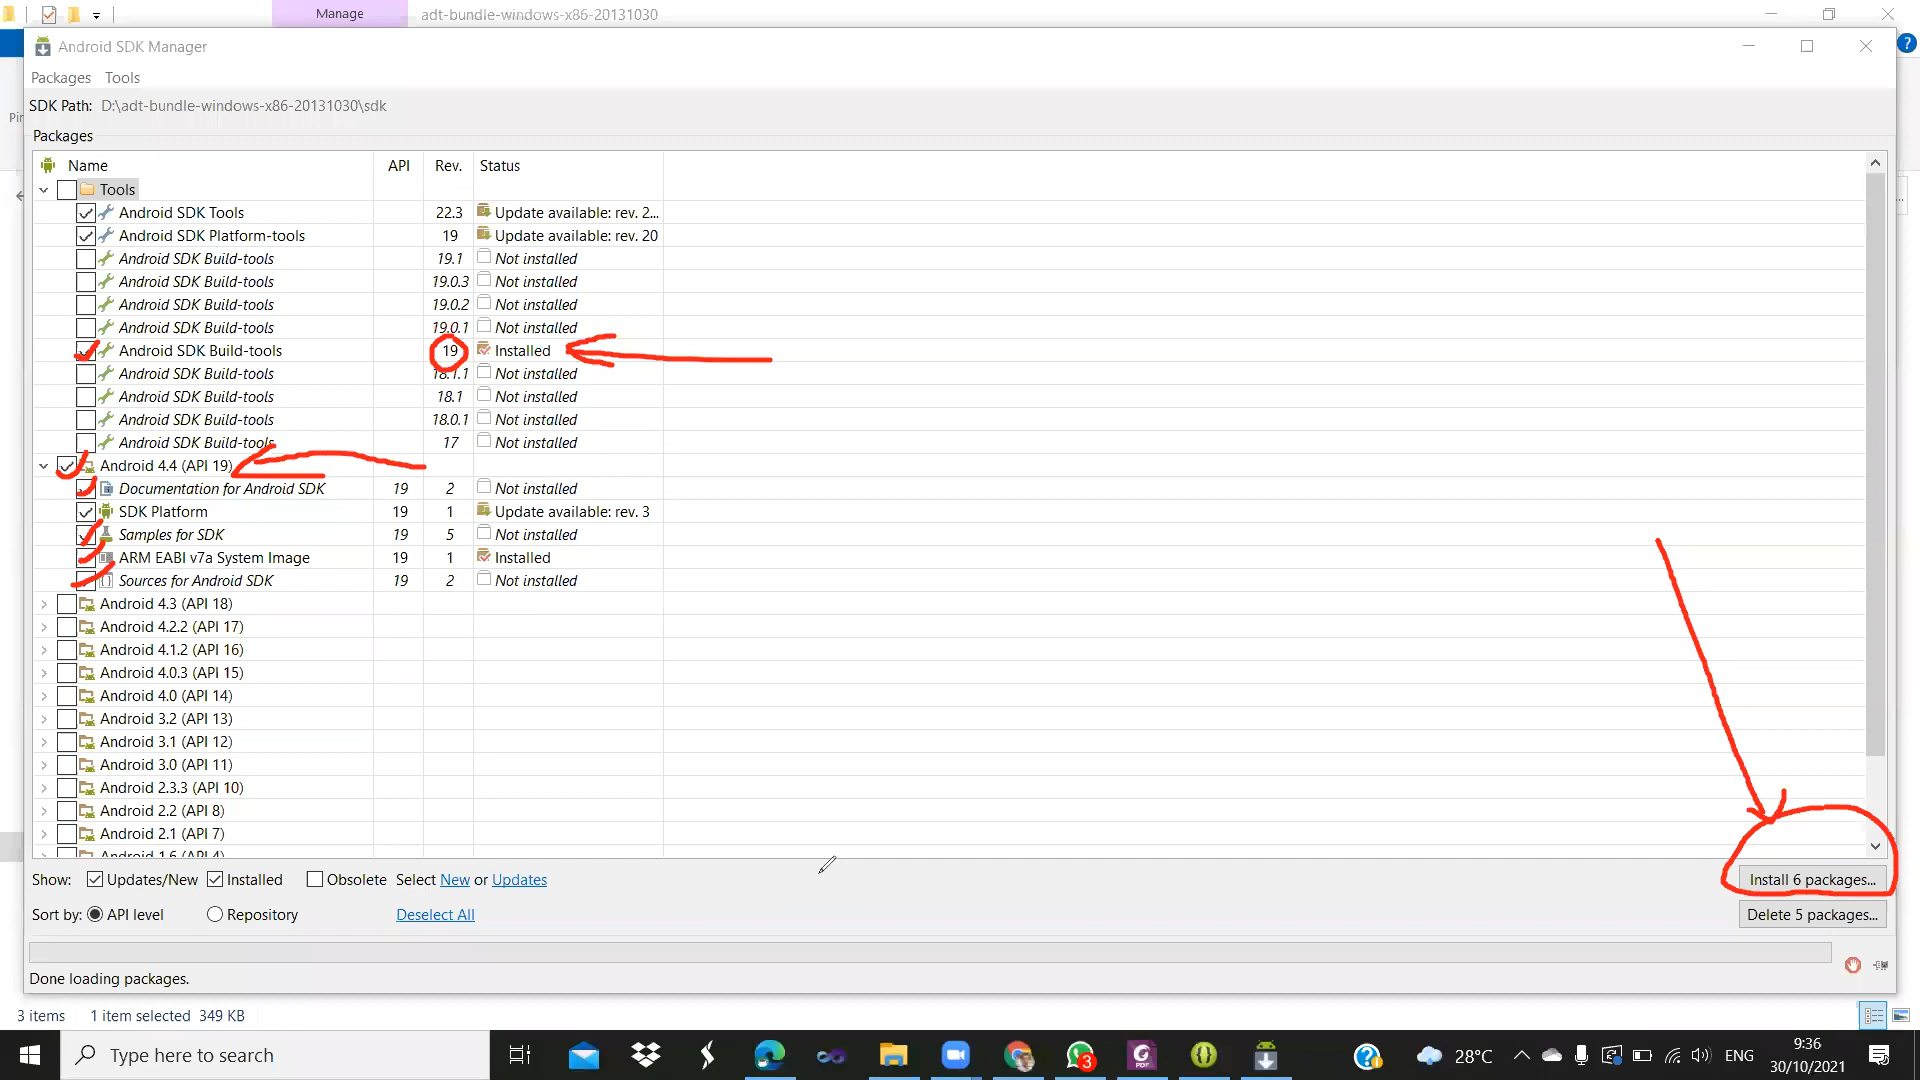 Manage adt-bundle-windows-x86-20131030
Android SDK Manager
Packages Tools
SDK Path: D:\adt-bundle-windows-x86-20131030\sdk
Packages
Name API Rev. Status
Tools
Android SDK Tools 22.3 Update available: rev. 2...
Android SDK Platform-tools 19 Update available: rev. 20
Android SDK Build-tools 19.1 Not installed
Android SDK Build-tools 19.0.3 Not installed
Android SDK Build-tools 19.0.2 Not installed
Android SDK Build-tools 19.0.1 Not installed
Android SDK Build-tools 19 Installed
Android SDK Build-tools 18.1.1 Not installed
Android SDK Build-tools 18.1 Not installed
Android SDK Build-tools 18.0.1 Not installed
Android SDK Build-tools 17 Not installed
Android 4.4 (API 19)
Documentation for Android SDK 19 2 Not installed
SDK Platform 19 1 Update available: rev. 3
Samples for SDK 19 5 Not installed
ARM EABI v7a System Image 19 1 Installed
Sources for Android SDK 19 2 Not installed
Android 4.3 (API 18)
Android 4.2.2 (API 17)
Android 4.1.2 (API 16)
Android 4.0.3 (API 15)
Android 4.0 (API 14)
Android 3.2 (API 13)
Android 3.1 (API 12)
Android 3.0 (API 11)
Android 2.3.3 (API 10)
Android 2.2 (API 8)
Android 2.1 (API 7)
Android 1.6 (API 4)
Show: Updates/New Installed Obsolete Select New or Updates Install 6 packages...
Sort by: API level Repository Deselect All Delete 5 packages...
Done loading packages.
3 items 1 item selected 349 KB
Type here to search 3 PDF 28°C ENG 9:36
30/10/2021